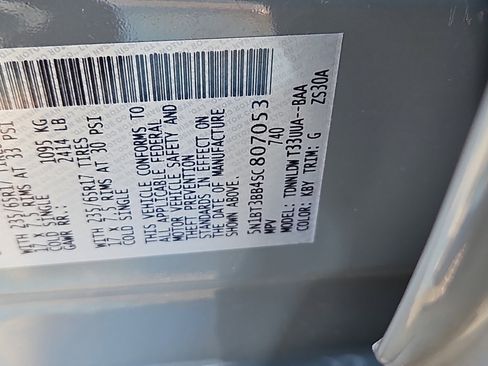 WITH 235/65R17 TIRES
17 X 7.5 RIMS AT 33 PSI
COLD SINGLE
GAWR RR: 1095 KG
2414 LB
WITH 235/65R17 TIRES
17 X 7.5 RIMS AT 30 PSI
COLD SINGLE
THIS VEHICLE CONFORMS TO
ALL APPLICABLE FEDERAL
MOTOR VEHICLE SAFETY AND
THEFT PREVENTION
STANDARDS IN EFFECT ON
THE DATE OF MANUFACTURE
SHOWN ABOVE.
5N1BT3BB4SC807053
MPV 740
MODEL: TDNNLDW T33UUA--BAA
COLOR: KBY TRIM: G ZS30A